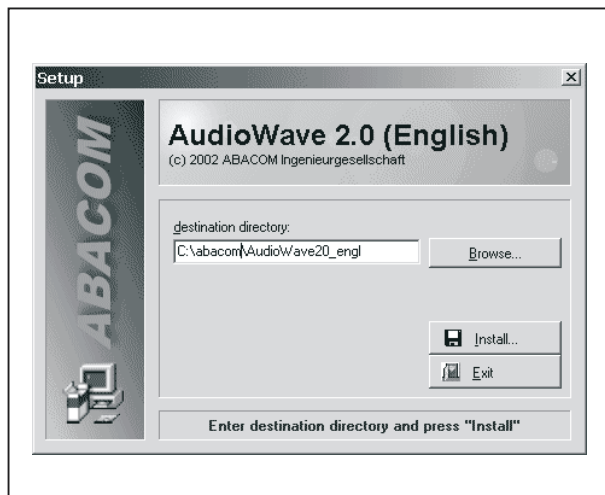 Setup
ABACOM
AudioWave 2.0 (English)
(c) 2002 ABACOM Ingenieurgesellschaft
destination directory:
C:\abacom\AudioWave20_engl
Browse...
Install...
Exit
Enter destination directory and press "Install"